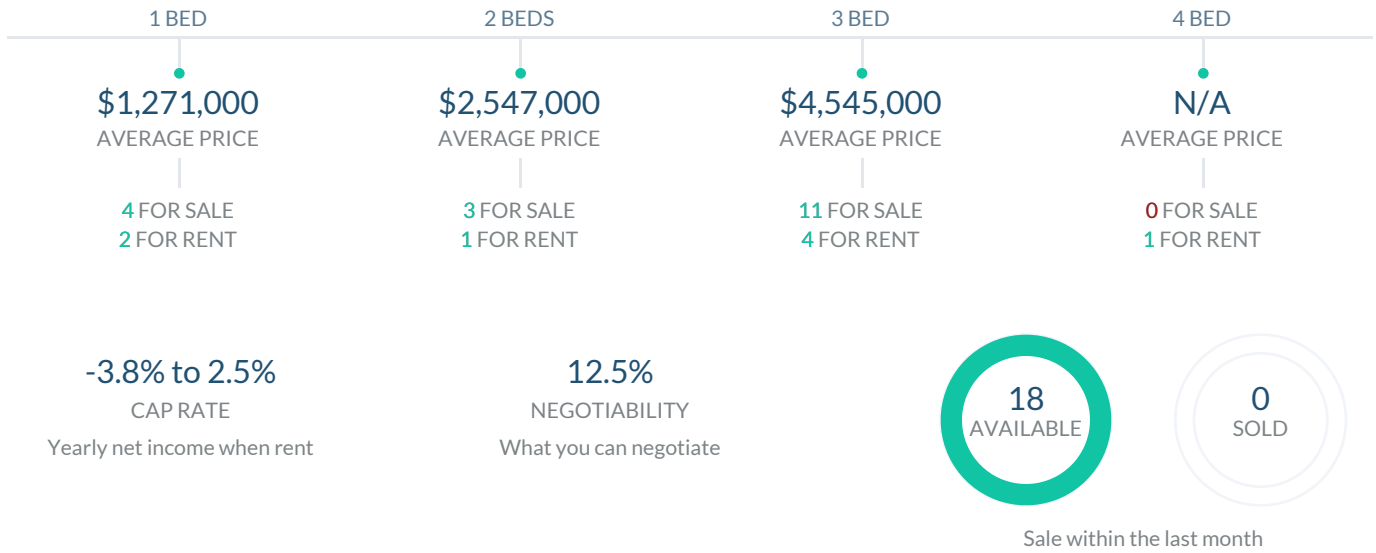 1 BED
$1,271,000
AVERAGE PRICE
4 FOR SALE
2 FOR RENT
2 BEDS
$2,547,000
AVERAGE PRICE
3 FOR SALE
1 FOR RENT
3 BED
$4,545,000
AVERAGE PRICE
11 FOR SALE
4 FOR RENT
4 BED
N/A
AVERAGE PRICE
0 FOR SALE
1 FOR RENT
-3.8% to 2.5%
CAP RATE
Yearly net income when rent
12.5%
NEGOTIABILITY
What you can negotiate
18
AVAILABLE
0
SOLD
Sale within the last month